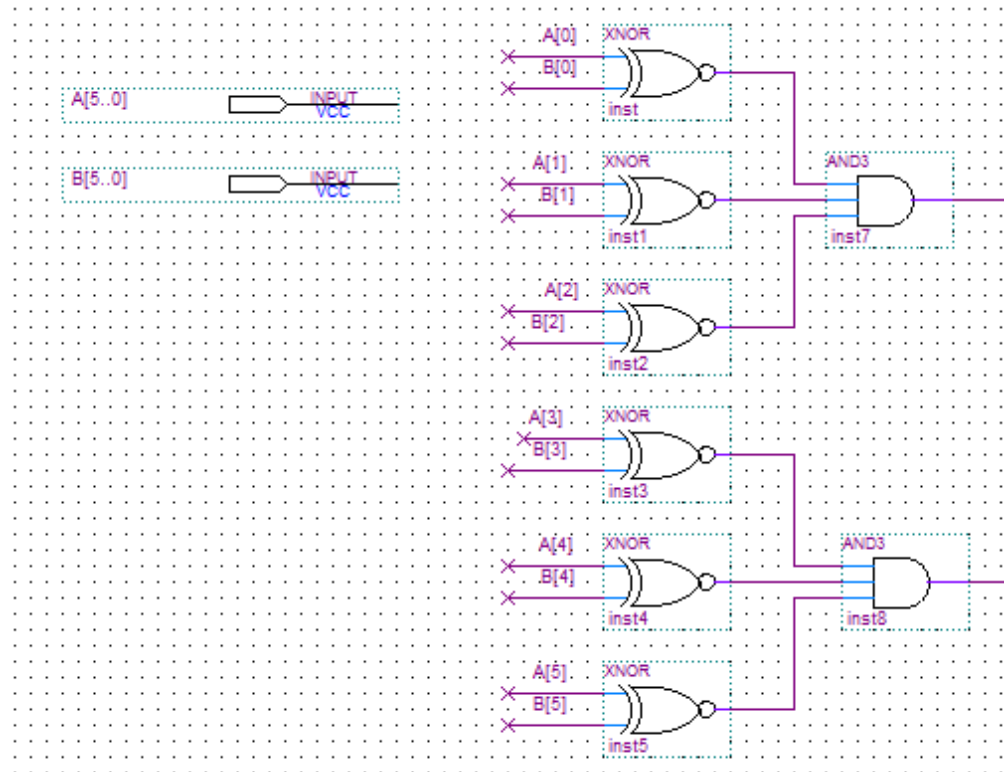 A[5..0]
INPUT
VCC
B[5..0]
INPUT
VCC
A[0]
B[0]
XNOR
inst
A[1]
B[1]
XNOR
inst1
A[2]
B[2]
XNOR
inst2
AND3
inst7
A[3]
B[3]
XNOR
inst3
A[4]
B[4]
XNOR
inst4
A[5]
B[5]
XNOR
inst5
AND3
inst8